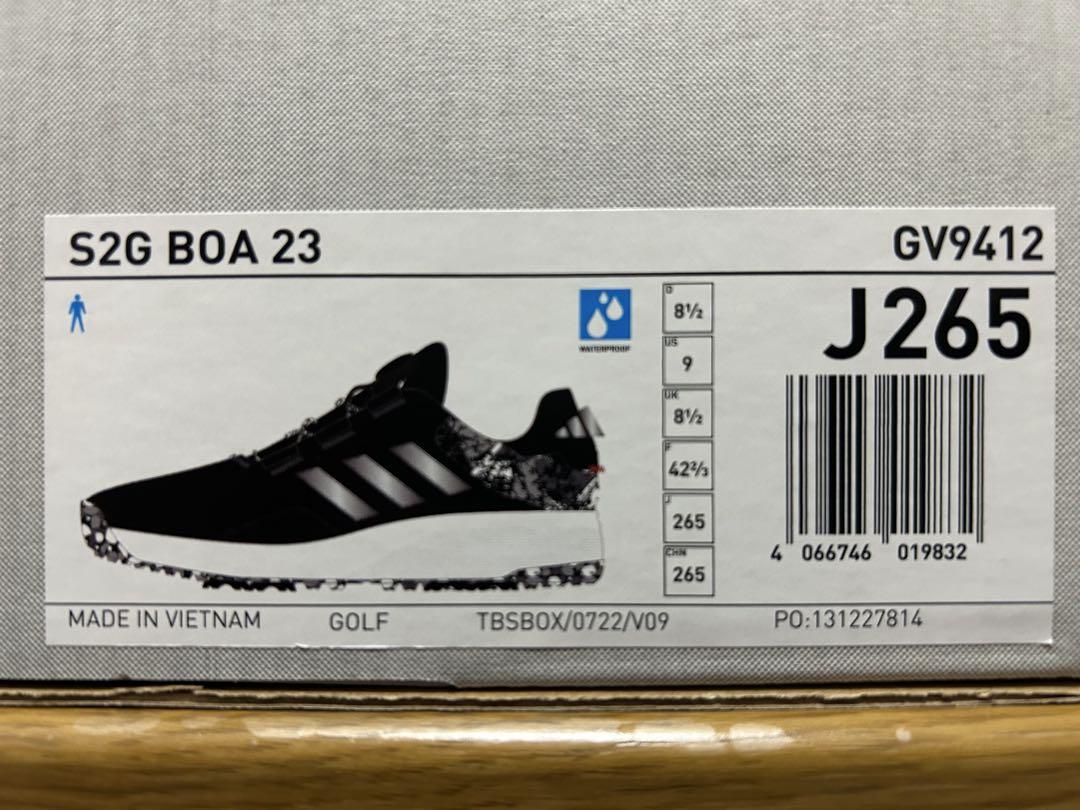 S2G BOA 23
GV9412
WATERPROOF
D
8½
US
9
UK
8½
F
42⅔
J
265
CHN
265
J 265
4 066746 019832
MADE IN VIETNAM GOLF TBSBOX/0722/V09 PO:131227814